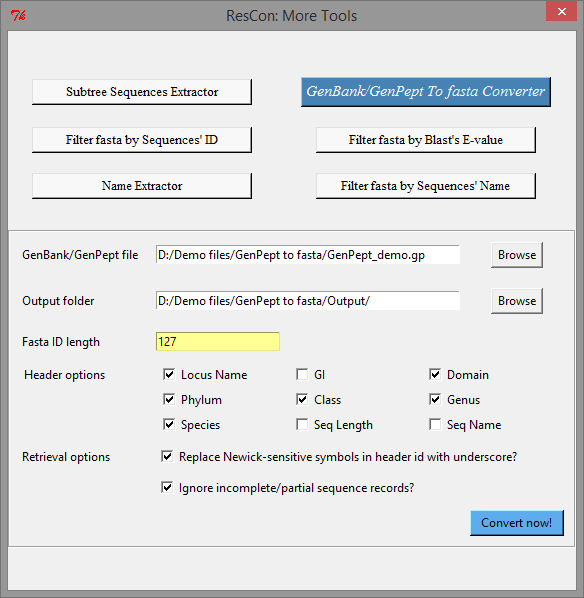 ResCon: More Tools
Subtree Sequences Extractor
GenBank/GenPept To fasta Converter
Filter fasta by Sequences' ID
Filter fasta by Blast's E-value
Name Extractor
Filter fasta by Sequences' Name
GenBank/GenPept file
D:/Demo files/GenPept to fasta/GenPept_demo.gp
Browse
Output folder
D:/Demo files/GenPept to fasta/Output/
Browse
Fasta ID length
127
Header options
Locus Name
GI
Domain
Phylum
Class
Genus
Species
Seq Length
Seq Name
Retrieval options
Replace Newick-sensitive symbols in header id with underscore?
Ignore incomplete/partial sequence records?
Convert now!